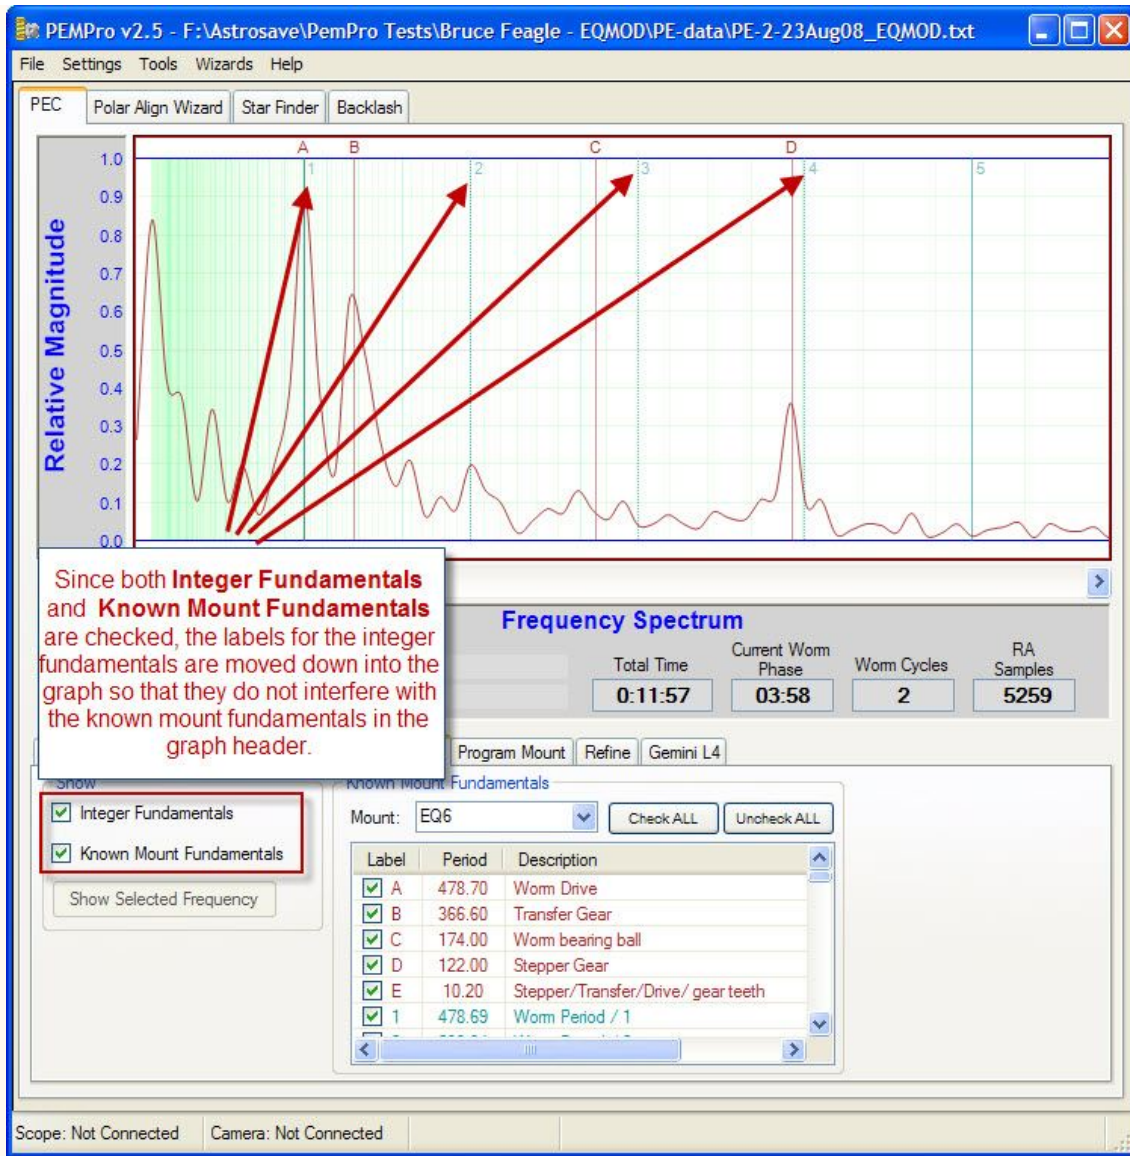 PEMPro v2.5 - F:\Astrosave\PemPro Tests\Bruce Feagle - EQMOD\PE-data\PE-2-23Aug08_EQMOD.txt
File Settings Tools Wizards Help
PEC Polar Align Wizard Star Finder Backlash
A B C D
1 2 3 4 5
Relative Magnitude
1.0
0.9
0.8
0.7
0.6
0.5
0.4
0.3
0.2
0.1
0.0
Since both Integer Fundamentals
and Known Mount Fundamentals
are checked, the labels for the integer
fundamentals are moved down into the
graph so that they do not interfere with
the known mount fundamentals in the
graph header.
Frequency Spectrum
Total Time Current Worm Phase Worm Cycles RA Samples
0:11:57 03:58 2 5259
Program Mount Refine Gemini L4
Show
Integer Fundamentals
Known Mount Fundamentals
Show Selected Frequency
Known Mount Fundamentals
Mount: EQ6 Check ALL Uncheck ALL
Label Period Description
A 478.70 Worm Drive
B 366.60 Transfer Gear
C 174.00 Worm bearing ball
D 122.00 Stepper Gear
E 10.20 Stepper/Transfer/Drive/ gear teeth
1 478.69 Worm Period / 1
Scope: Not Connected Camera: Not Connected